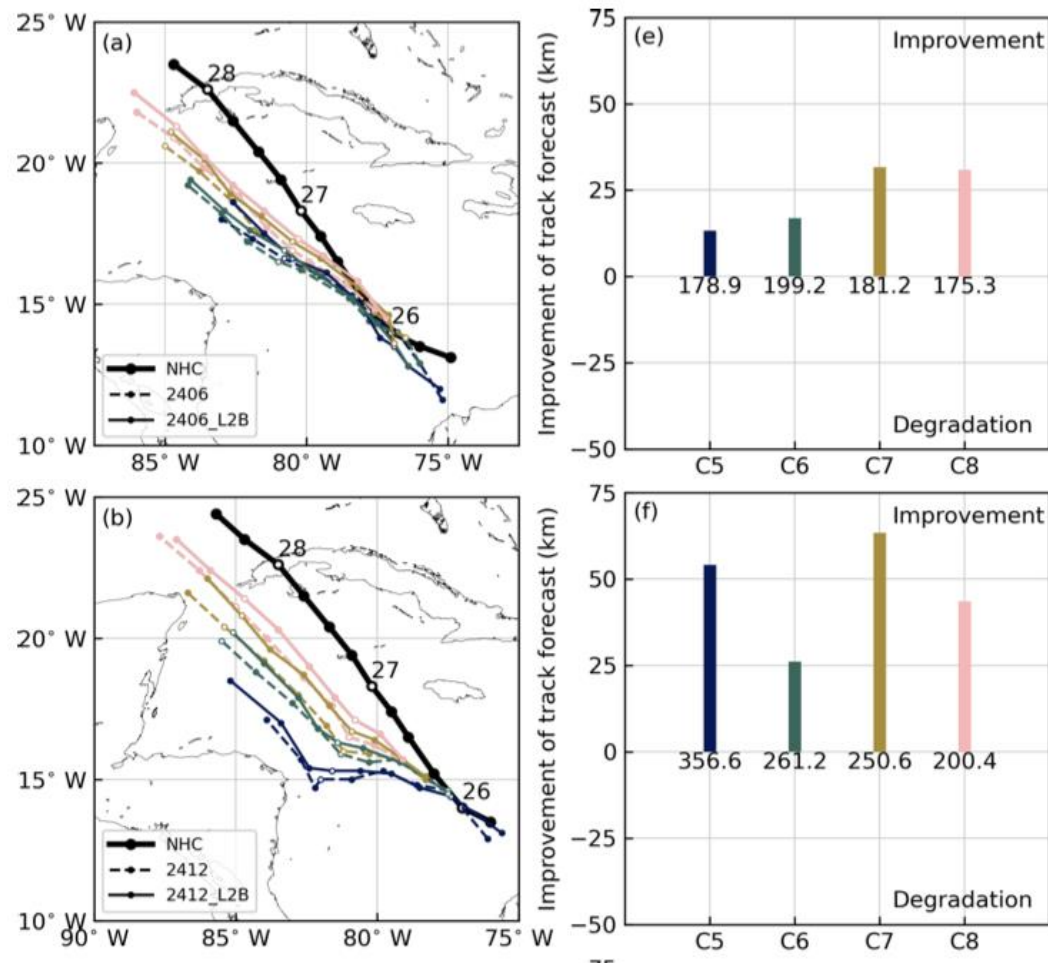 (a)
25° W
20° W
15° W
10° W
28
27
26
NHC
2406
2406_L2B
85° W
80° W
75° W
(e)
Improvement
Improvement of track forecast (km)
75
50
25
0
−25
−50
178.9
199.2
181.2
175.3
Degradation
C5
C6
C7
C8
(b)
25° W
20° W
15° W
10° W
28
27
26
NHC
2412
2412_L2B
90° W
85° W
80° W
75° W
(f)
Improvement
Improvement of track forecast (km)
75
50
25
0
−25
−50
356.6
261.2
250.6
200.4
Degradation
C5
C6
C7
C8